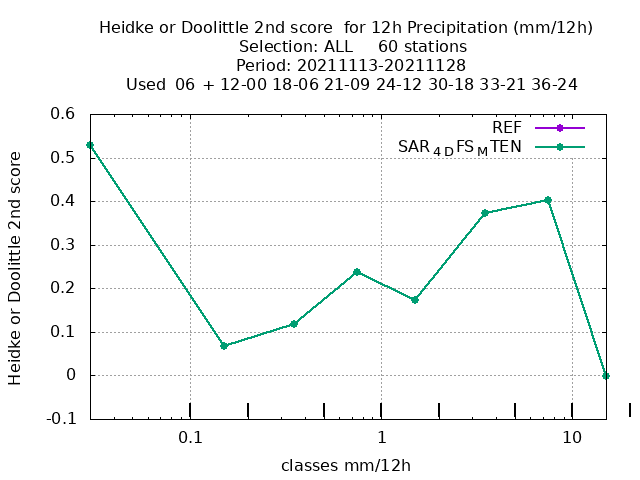 Heidke or Doolittle 2nd score  for 12h Precipitation (mm/12h)
Selection: ALL     60 stations
Period: 20211113-20211128
Used  06 + 12-00 18-06 21-09 24-12 30-18 33-21 36-24
REF
SAR4DFSMTEN
0.6
0.5
0.4
0.3
0.2
0.1
0
-0.1
Heidke or Doolittle 2nd score
0.1 1 10
classes mm/12h